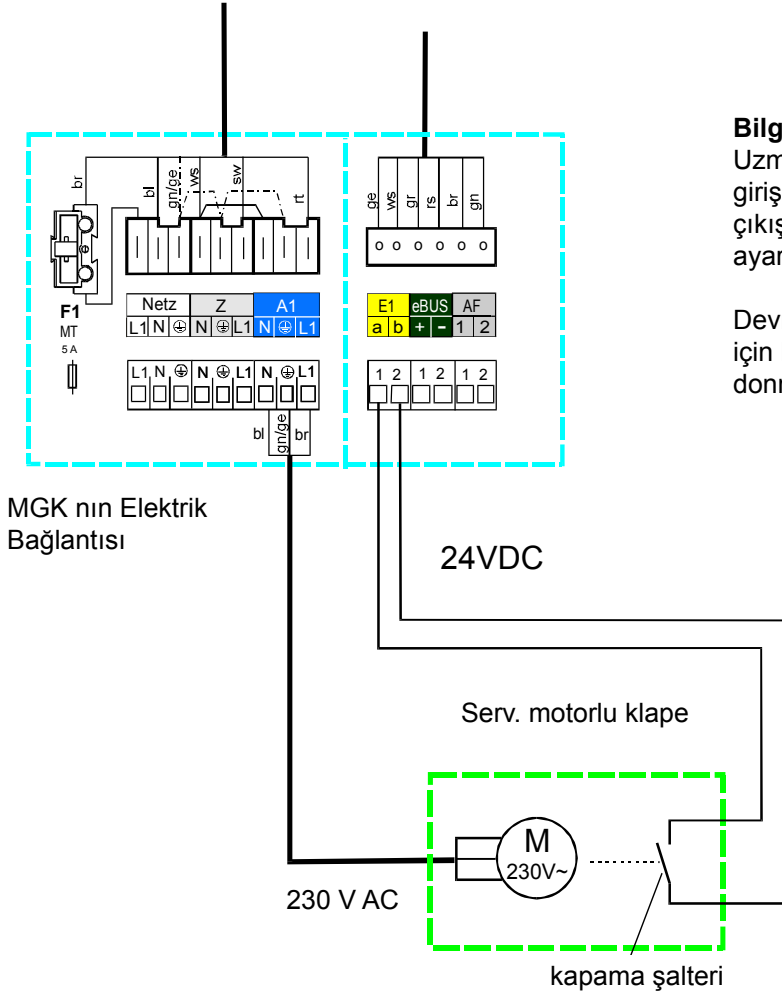 br
bl
gn/ge
ws
sw
rt
ge
ws
gr
rs
br
gn
e
F1
MT
5 A
Netz Z A1
L1 N N L1 N L1
E1 eBUS AF
a b + - 1 2
L1 N N L1 N L1
1 2 1 2 1 2
bl gn/ge br
Bilg
Uzm
giriş
çıkış
ayar
Dev
için
MGK nın Elektrik
Bağlantısı
24VDC
Serv. motorlu klape
M
230V~
230 V AC
kapama şalteri